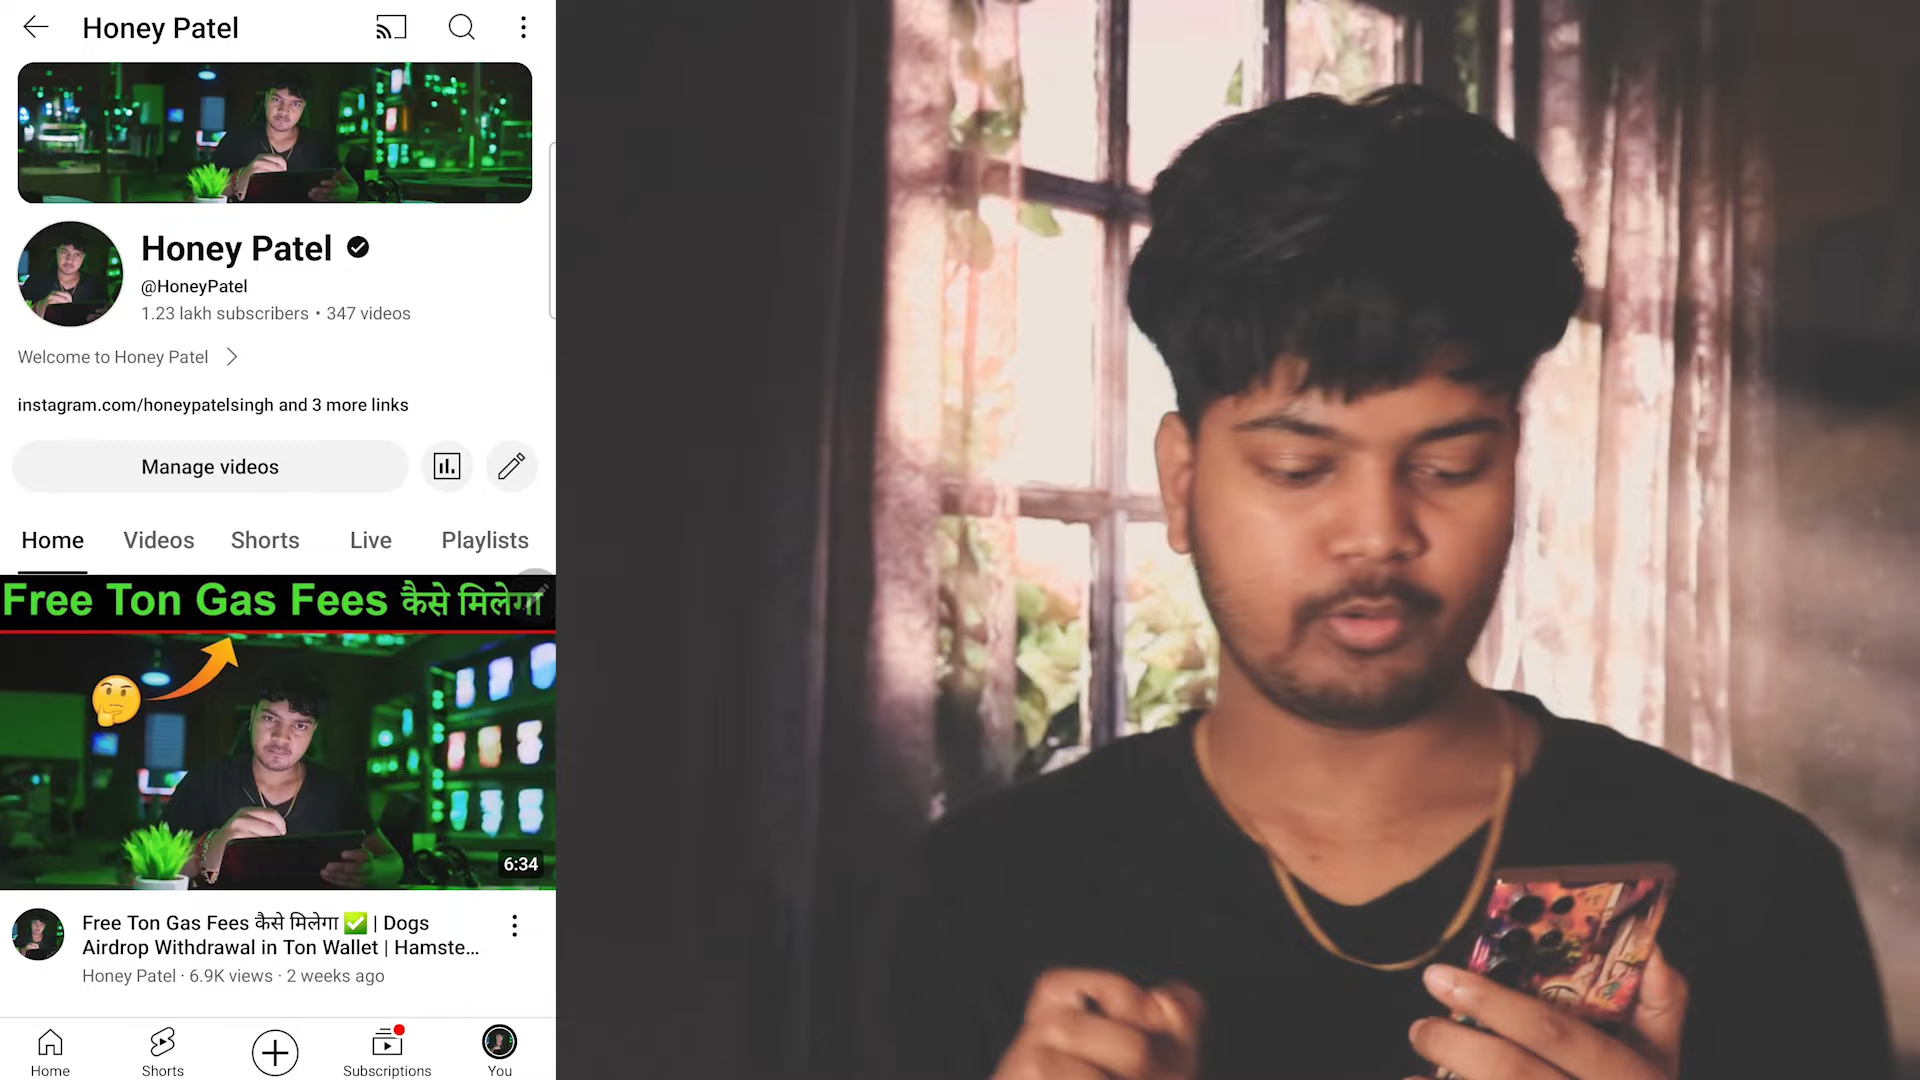 Honey Patel
Honey Patel
@HoneyPatel
1.23 lakh subscribers • 347 videos
Welcome to Honey Patel
instagram.com/honeypatelsingh and 3 more links
Manage videos
Home Videos Shorts Live Playlists
Free Ton Gas Fees कैसे मिलेगा
6:34
Free Ton Gas Fees कैसे मिलेगा ✅ | Dogs
Airdrop Withdrawal in Ton Wallet | Hamste...
Honey Patel · 6.9K views · 2 weeks ago
Home Shorts Subscriptions You